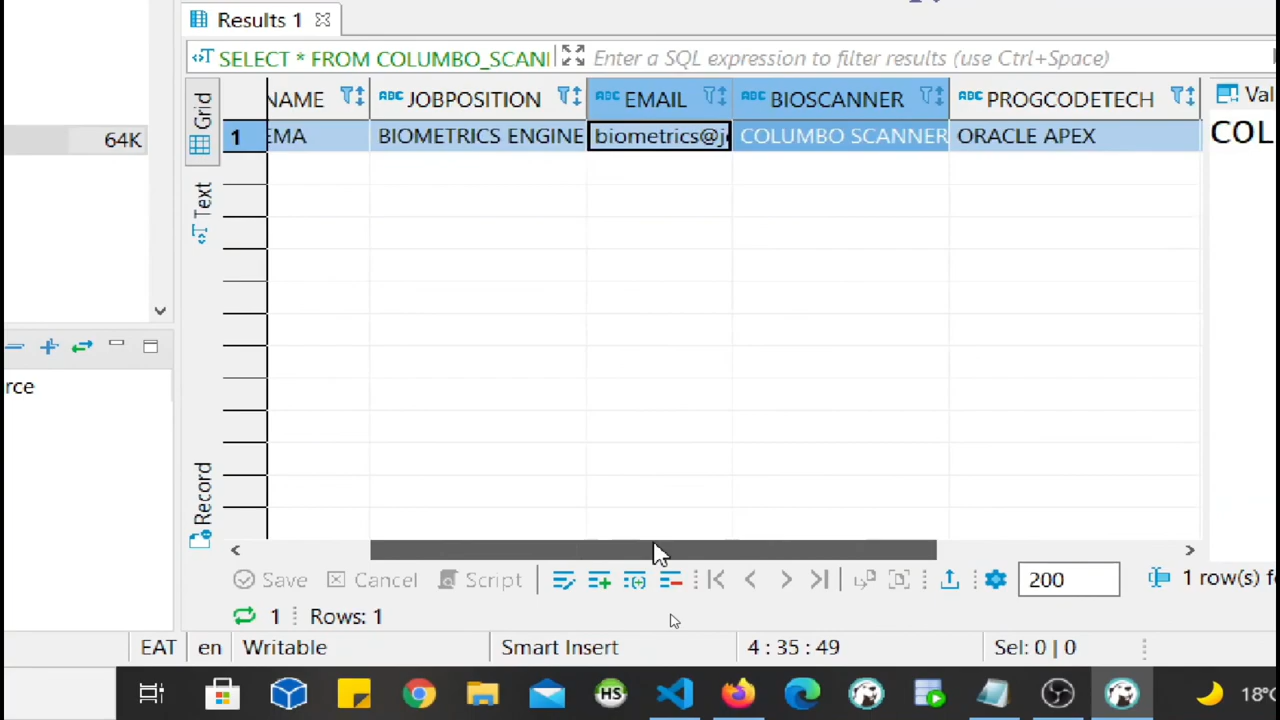 Results 1
SELECT * FROM COLUMBO_SCANI Enter a SQL expression to filter results (use Ctrl+Space)
Grid
NAME JOBPOSITION EMAIL BIOSCANNER PROGCODETECH Val
1 EMA BIOMETRICS ENGINE biometrics@j COLUMBO SCANNER ORACLE APEX COL
64K
Text
rce
Record
Save Cancel Script 200 1 row(s) f
1 Rows: 1
EAT en Writable Smart Insert 4 : 35 : 49 Sel: 0 | 0
HS 18°